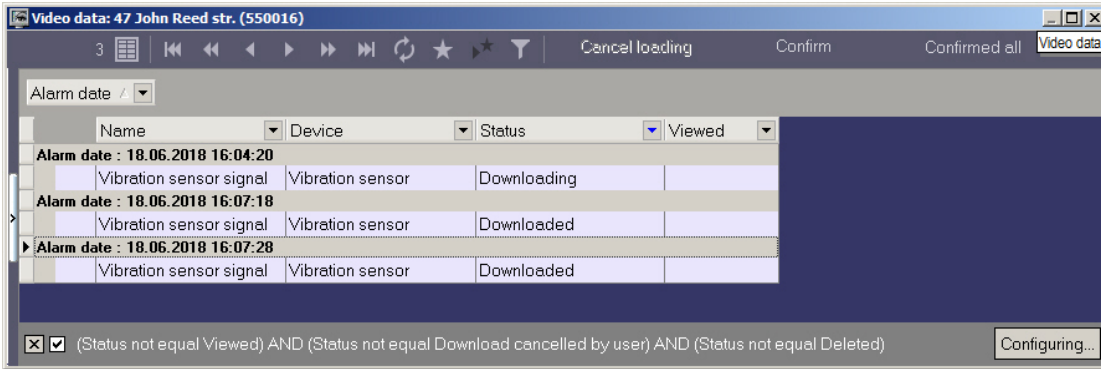 Video data: 47 John Reed str. (550016)
3 Cancel loading Confirm Confirmed all Video data
Alarm date
Name Device Status Viewed
Alarm date : 18.06.2018 16:04:20
Vibration sensor signal Vibration sensor Downloading
Alarm date : 18.06.2018 16:07:18
Vibration sensor signal Vibration sensor Downloaded
Alarm date : 18.06.2018 16:07:28
Vibration sensor signal Vibration sensor Downloaded
(Status not equal Viewed) AND (Status not equal Download cancelled by user) AND (Status not equal Deleted) Configuring...